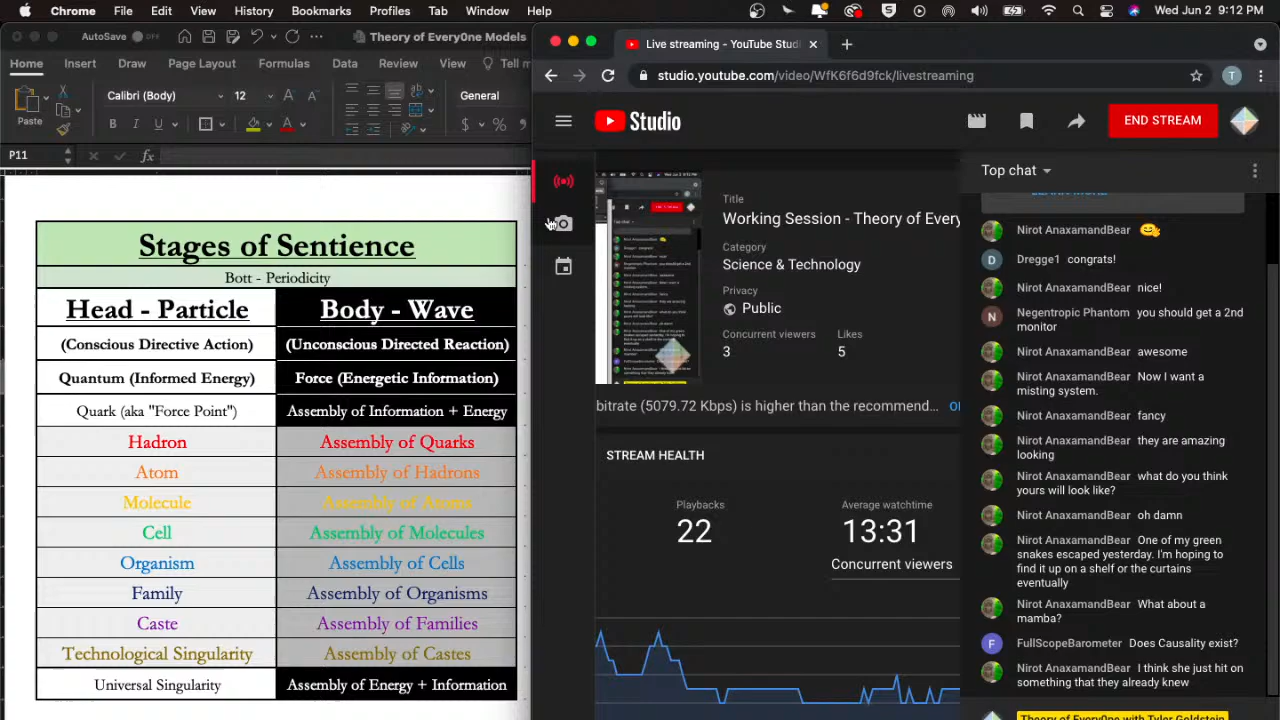 Chrome File Edit View History Bookmarks Profiles Tab Window Help Wed Jun 2 9:12 PM
AutoSave OFF Theory of EveryOne Models
Home Insert Draw Page Layout Formulas Data Review View Tell m
Calibri (Body) 12 General
Paste
B I U A $ %
P11 fx
Stages of Sentience
Bott - Periodicity
Head - Particle Body - Wave
(Conscious Directive Action) (Unconscious Directed Reaction)
Quantum (Informed Energy) Force (Emergent Information)
Quark (aka "Force Point") Assembly of Information + Energy
Hadron Assembly of Quarks
Atom Assembly of Hadrons
Molecule Assembly of Atoms
Cell Assembly of Molecules
Organism Assembly of Cells
Family Assembly of Organisms
Caste Assembly of Families
Technological Singularity Assembly of Castes
Universal Singularity Assembly of Energy + Information
Live streaming - YouTube Studi
studio.youtube.com/video/WfK6f6d9fck/livestreaming T
Studio END STREAM
Title
Working Session - Theory of Every
Category
Science & Technology
Privacy
Public
Concurrent viewers Likes
3 5
bitrate (5079.72 Kbps) is higher than the recommend...
STREAM HEALTH
Playbacks Average watchtime
22 13:31
Concurrent viewers
Top chat
LEARN MORE
Nirot AnaxamandBear
D Dregge1 congrats!
Nirot AnaxamandBear nice!
N Negentropic Phantom you should get a 2nd
monitor
Nirot AnaxamandBear awesome
Nirot AnaxamandBear Now I want a
misting system.
Nirot AnaxamandBear fancy
Nirot AnaxamandBear they are amazing
looking
Nirot AnaxamandBear what do you think
yours will look like?
Nirot AnaxamandBear oh damn
Nirot AnaxamandBear One of my green
snakes escaped yesterday. I'm hoping to
find it up on a shelf or the curtains
eventually
Nirot AnaxamandBear What about a
mamba?
F FullScopeBarometer Does Causality exist?
Nirot AnaxamandBear I think she just hit on
something that they already knew
Theory of Every0ne with Tyler Goldstein